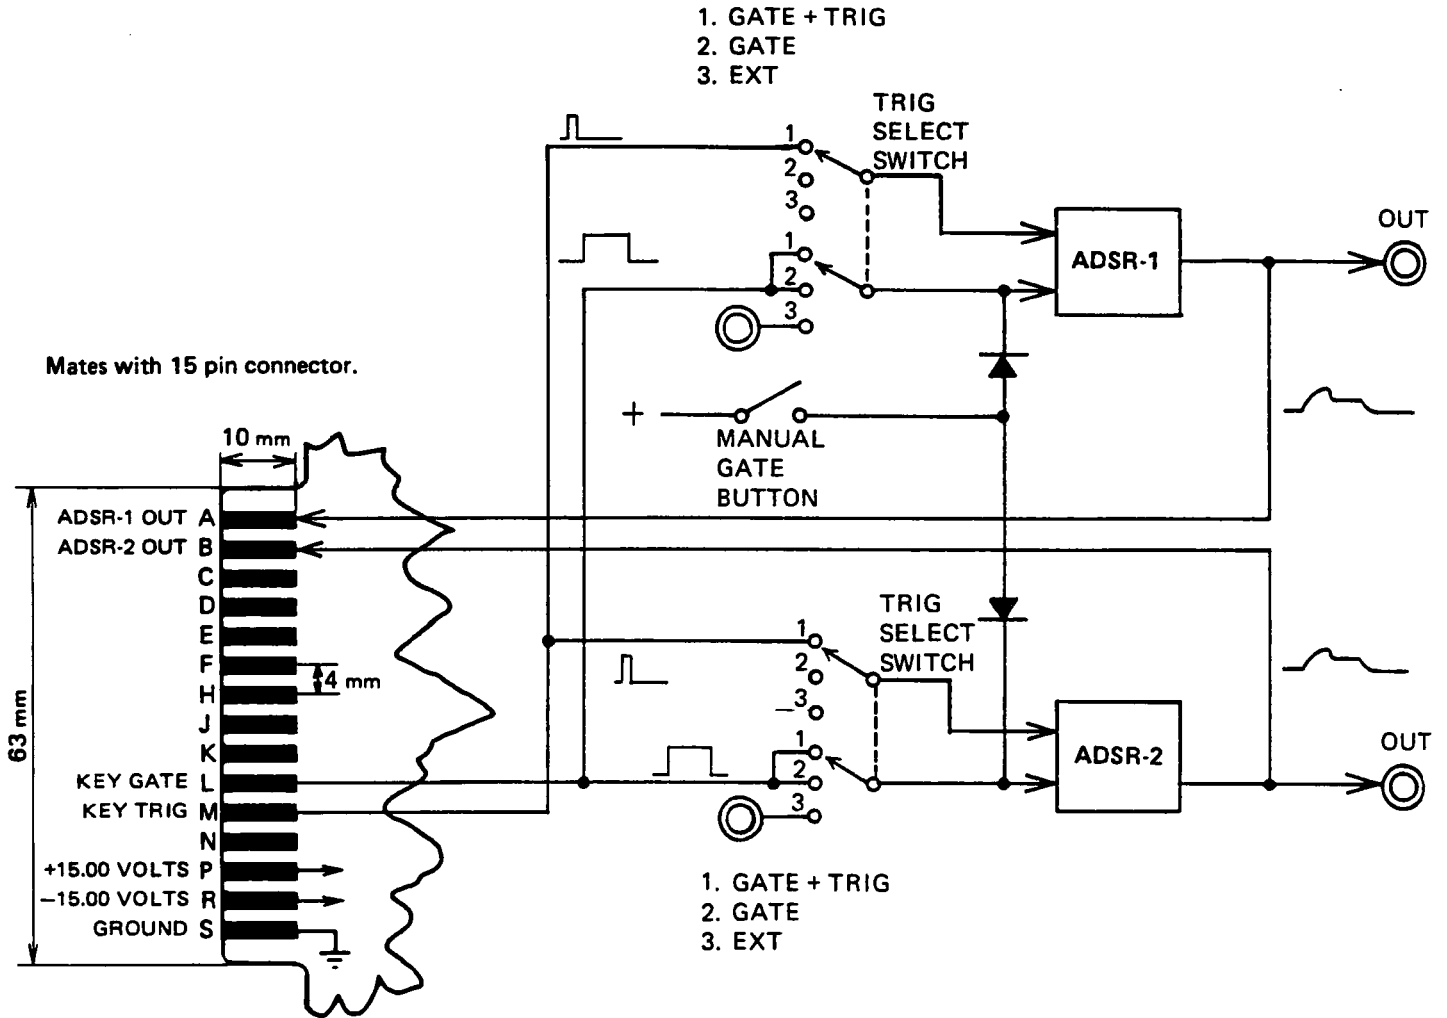 1. GATE + TRIG
2. GATE
3. EXT
TRIG
SELECT
SWITCH
1
2
3
1
2
3
ADSR-1
OUT
Mates with 15 pin connector.
+
MANUAL
GATE
BUTTON
10 mm
63 mm
ADSR-1 OUT A
ADSR-2 OUT B
C
D
E
F
H
4 mm
J
K
KEY GATE L
KEY TRIG M
N
+15.00 VOLTS P
−15.00 VOLTS R
GROUND S
TRIG
SELECT
SWITCH
1
2
3
1
2
3
ADSR-2
OUT
1. GATE + TRIG
2. GATE
3. EXT